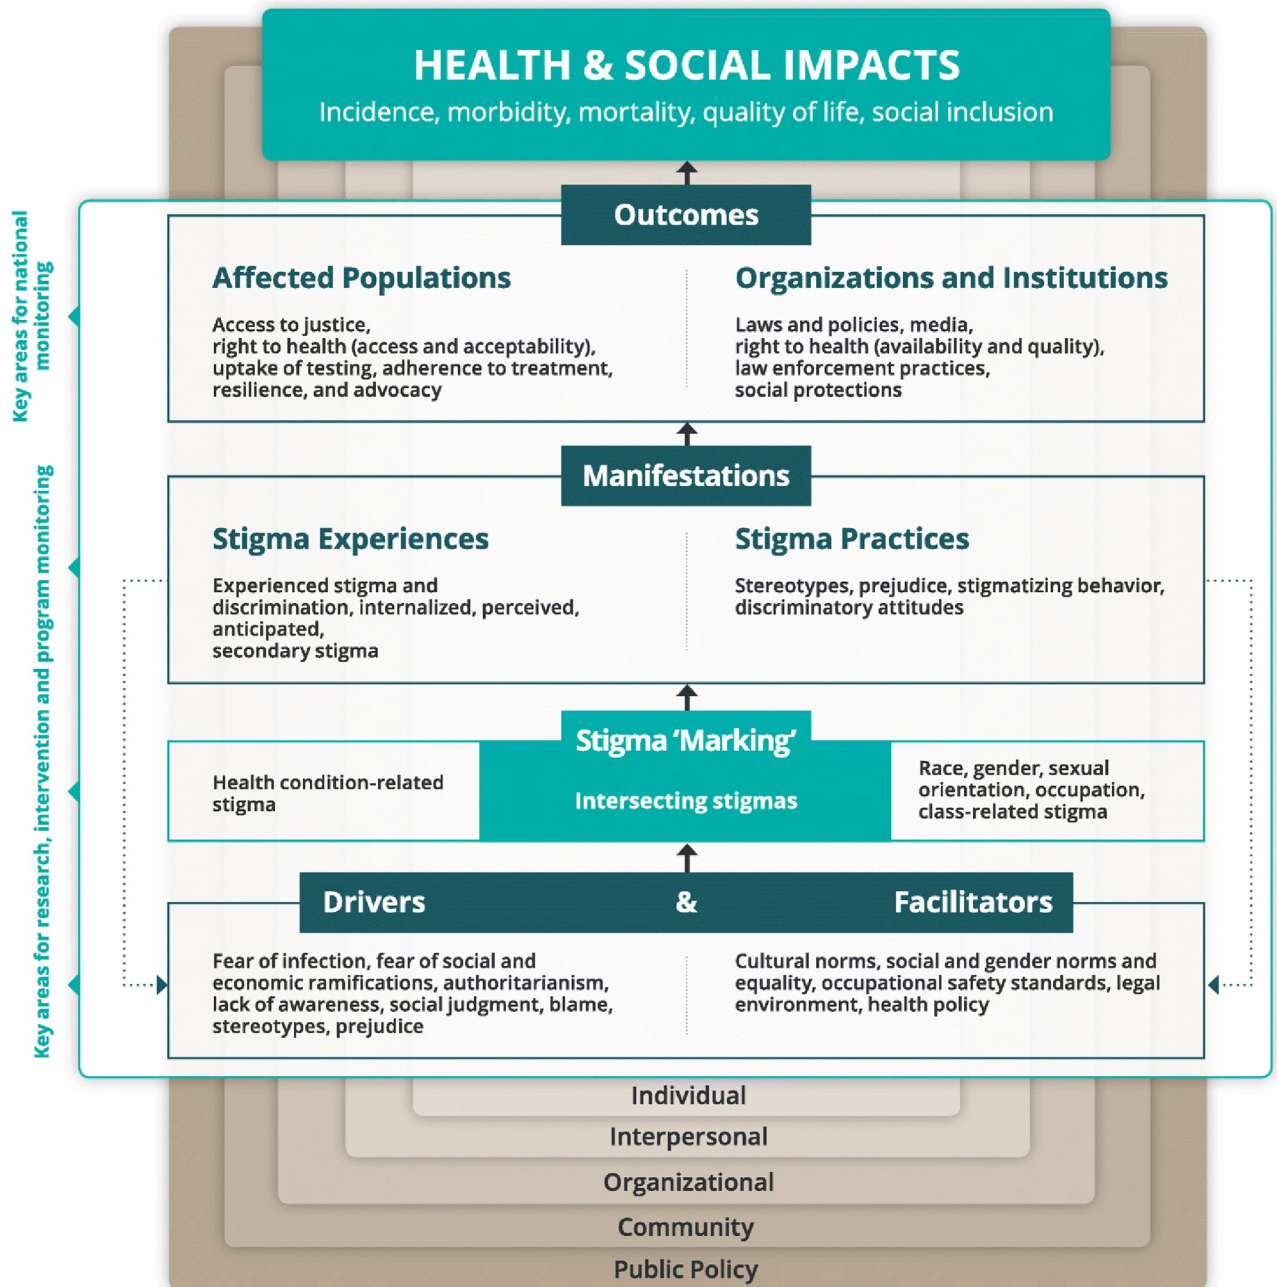 HEALTH & SOCIAL IMPACTS
Incidence, morbidity, mortality, quality of life, social inclusion
Key areas for national
monitoring
Outcomes
Affected Populations
Access to justice,
right to health (access and acceptability),
uptake of testing, adherence to treatment,
resilience, and advocacy
Organizations and Institutions
Laws and policies, media,
right to health (availability and quality),
law enforcement practices,
social protections
Key areas for research, intervention and program monitoring
Manifestations
Stigma Experiences
Experienced stigma and
discrimination, internalized, perceived,
anticipated,
secondary stigma
Stigma Practices
Stereotypes, prejudice, stigmatizing behavior,
discriminatory attitudes
Stigma ‘Marking’
Health condition-related
stigma
Intersecting stigmas
Race, gender, sexual
orientation, occupation,
class-related stigma
Drivers & Facilitators
Fear of infection, fear of social and
economic ramifications, authoritarianism,
lack of awareness, social judgment, blame,
stereotypes, prejudice
Cultural norms, social and gender norms and
equality, occupational safety standards, legal
environment, health policy
Individual
Interpersonal
Organizational
Community
Public Policy